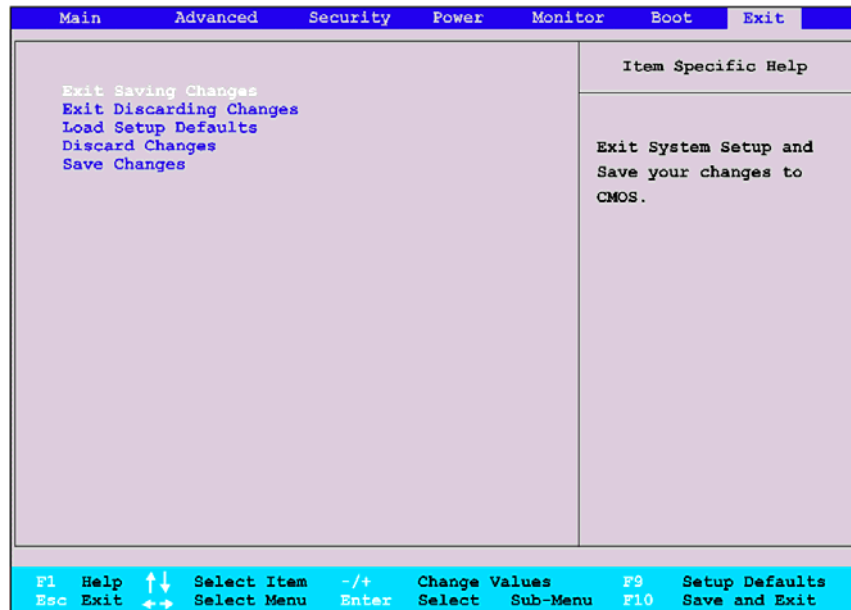 Main Advanced Security Power Monitor Boot Exit
Item Specific Help
Exit Saving Changes
Exit Discarding Changes
Load Setup Defaults
Discard Changes
Save Changes
Exit System Setup and
Save your changes to
CMOS.
F1 Help ↑↓ Select Item -/+ Change Values F9 Setup Defaults
Esc Exit ←→ Select Menu Enter Select Sub-Menu F10 Save and Exit